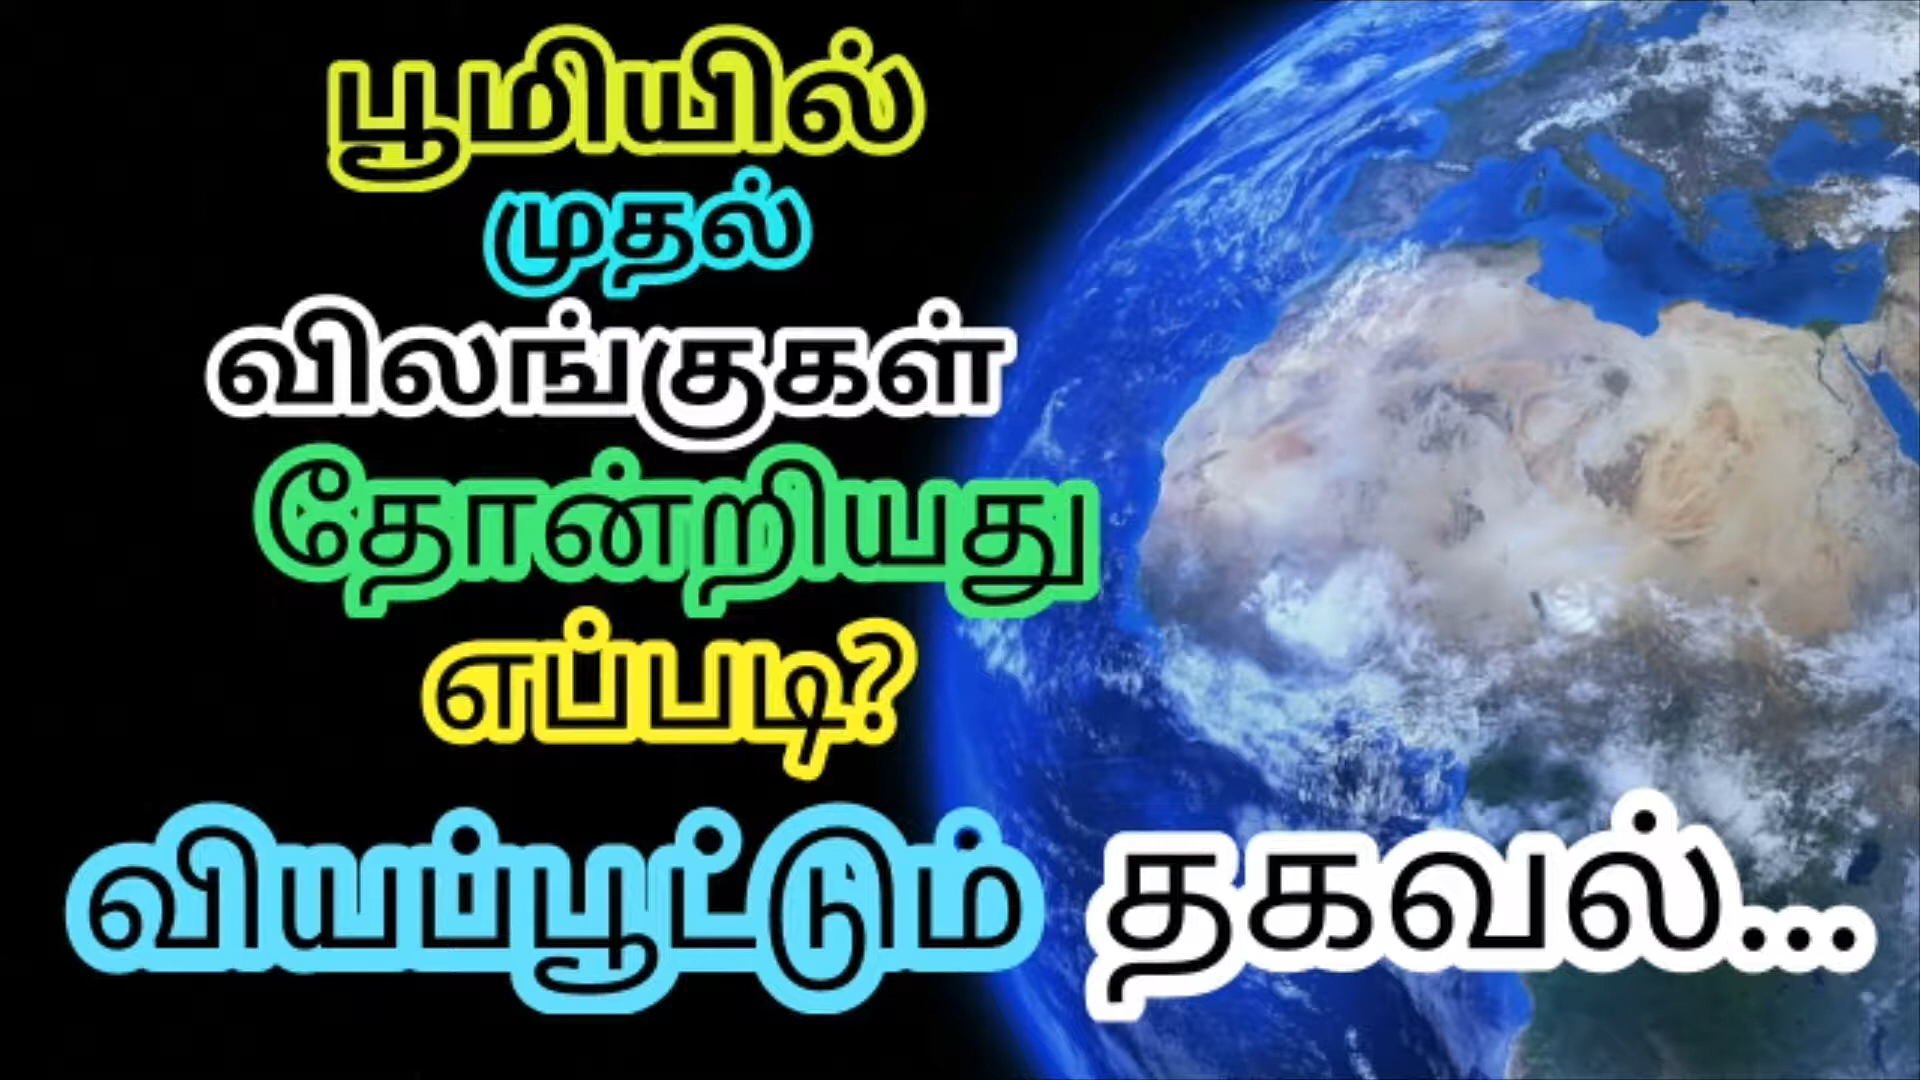 பூமியில்
முதல்
விலங்குகள்
தோன்றியது
எப்படி?
வியப்பூட்டும் தகவல்...